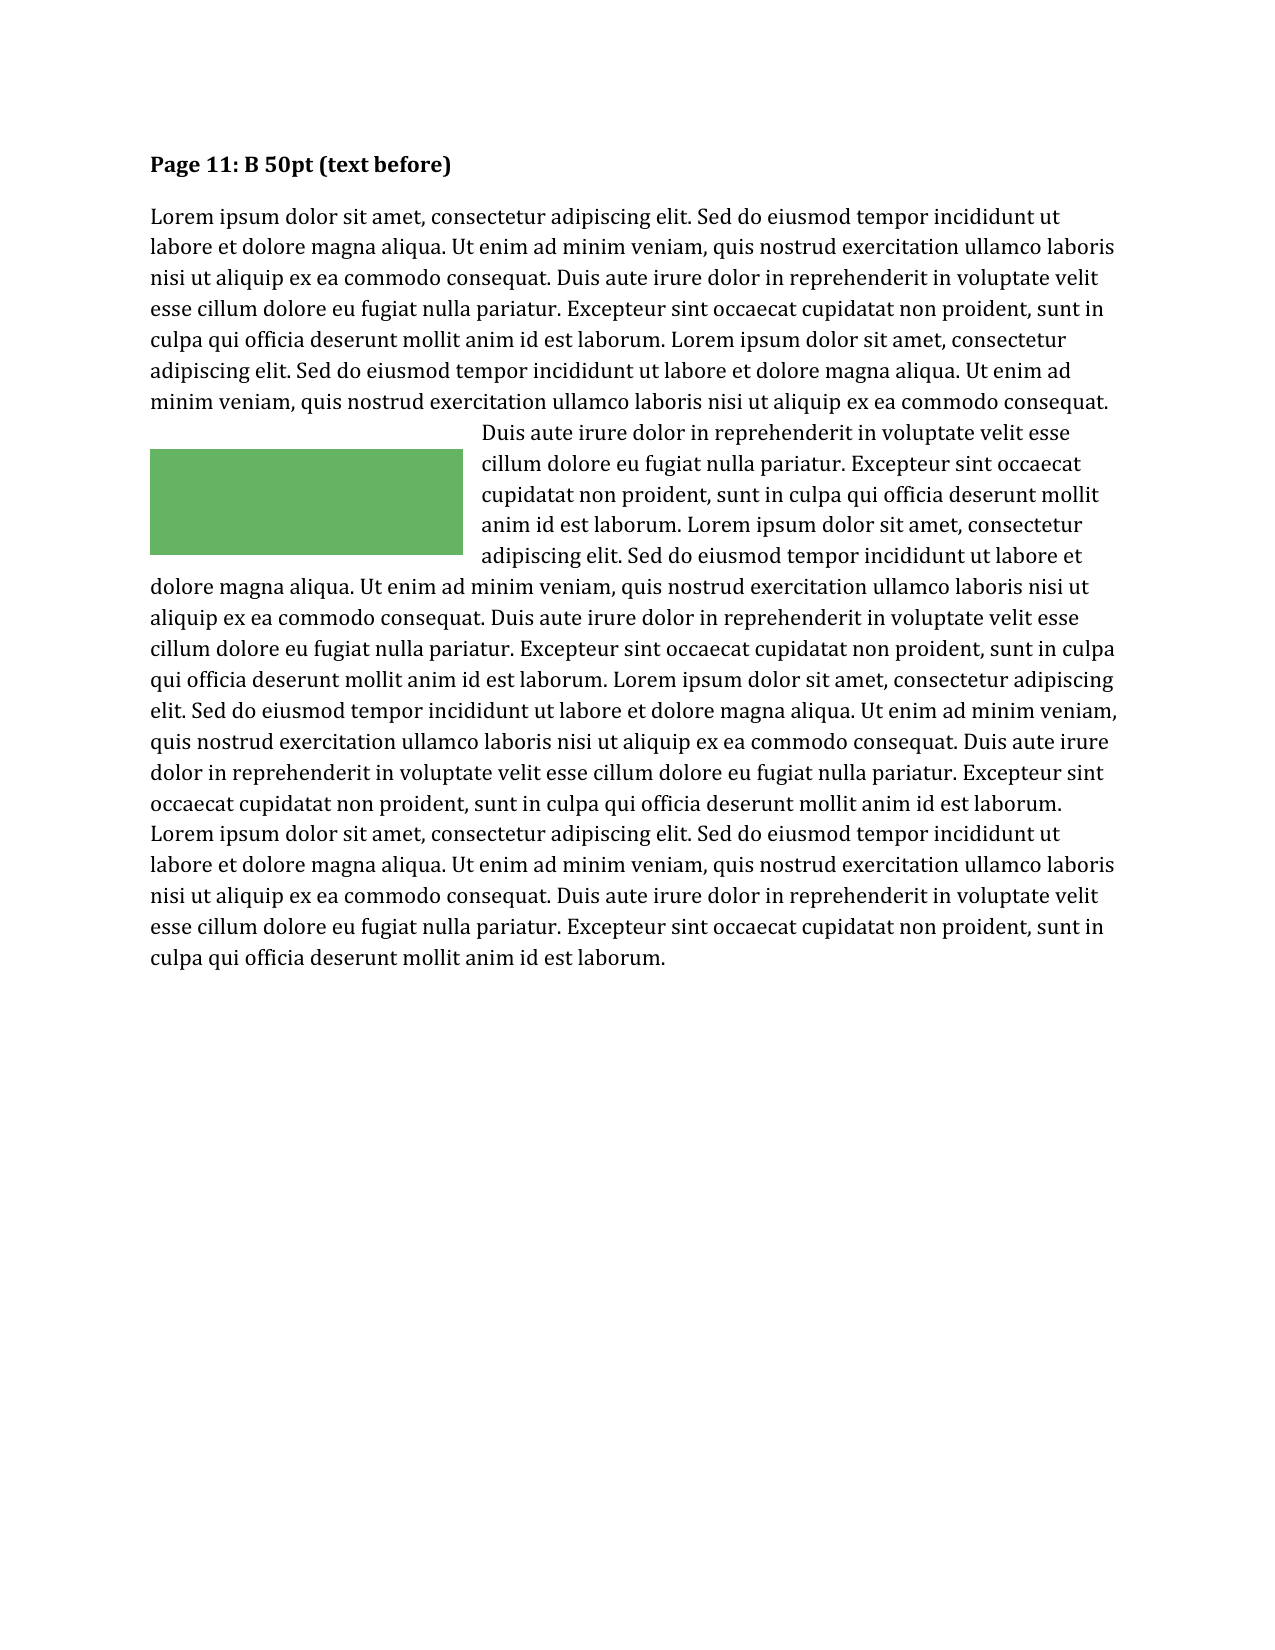 Page 11: B 50pt (text before)
Lorem ipsum dolor sit amet, consectetur adipiscing elit. Sed do eiusmod tempor incididunt ut
labore et dolore magna aliqua. Ut enim ad minim veniam, quis nostrud exercitation ullamco laboris
nisi ut aliquip ex ea commodo consequat. Duis aute irure dolor in reprehenderit in voluptate velit
esse cillum dolore eu fugiat nulla pariatur. Excepteur sint occaecat cupidatat non proident, sunt in
culpa qui officia deserunt mollit anim id est laborum. Lorem ipsum dolor sit amet, consectetur
adipiscing elit. Sed do eiusmod tempor incididunt ut labore et dolore magna aliqua. Ut enim ad
minim veniam, quis nostrud exercitation ullamco laboris nisi ut aliquip ex ea commodo consequat.
Duis aute irure dolor in reprehenderit in voluptate velit esse
cillum dolore eu fugiat nulla pariatur. Excepteur sint occaecat
cupidatat non proident, sunt in culpa qui officia deserunt mollit
anim id est laborum. Lorem ipsum dolor sit amet, consectetur
adipiscing elit. Sed do eiusmod tempor incididunt ut labore et
dolore magna aliqua. Ut enim ad minim veniam, quis nostrud exercitation ullamco laboris nisi ut
aliquip ex ea commodo consequat. Duis aute irure dolor in reprehenderit in voluptate velit esse
cillum dolore eu fugiat nulla pariatur. Excepteur sint occaecat cupidatat non proident, sunt in culpa
qui officia deserunt mollit anim id est laborum. Lorem ipsum dolor sit amet, consectetur adipiscing
elit. Sed do eiusmod tempor incididunt ut labore et dolore magna aliqua. Ut enim ad minim veniam,
quis nostrud exercitation ullamco laboris nisi ut aliquip ex ea commodo consequat. Duis aute irure
dolor in reprehenderit in voluptate velit esse cillum dolore eu fugiat nulla pariatur. Excepteur sint
occaecat cupidatat non proident, sunt in culpa qui officia deserunt mollit anim id est laborum.
Lorem ipsum dolor sit amet, consectetur adipiscing elit. Sed do eiusmod tempor incididunt ut
labore et dolore magna aliqua. Ut enim ad minim veniam, quis nostrud exercitation ullamco laboris
nisi ut aliquip ex ea commodo consequat. Duis aute irure dolor in reprehenderit in voluptate velit
esse cillum dolore eu fugiat nulla pariatur. Excepteur sint occaecat cupidatat non proident, sunt in
culpa qui officia deserunt mollit anim id est laborum.